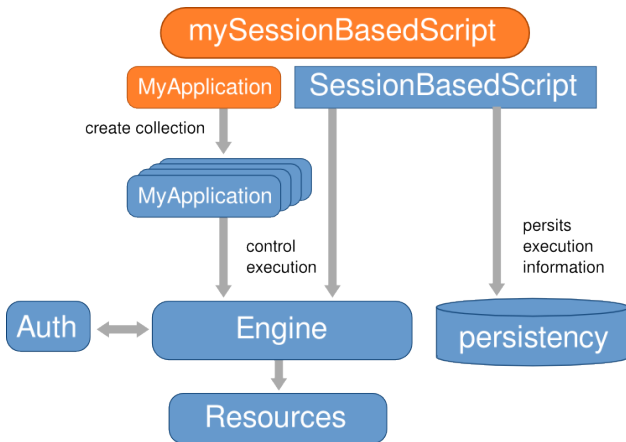 mySessionBasedScript
MyApplication
SessionBasedScript
create collection
MyApplication
control
execution
persits
execution
information
Auth
Engine
persistency
Resources